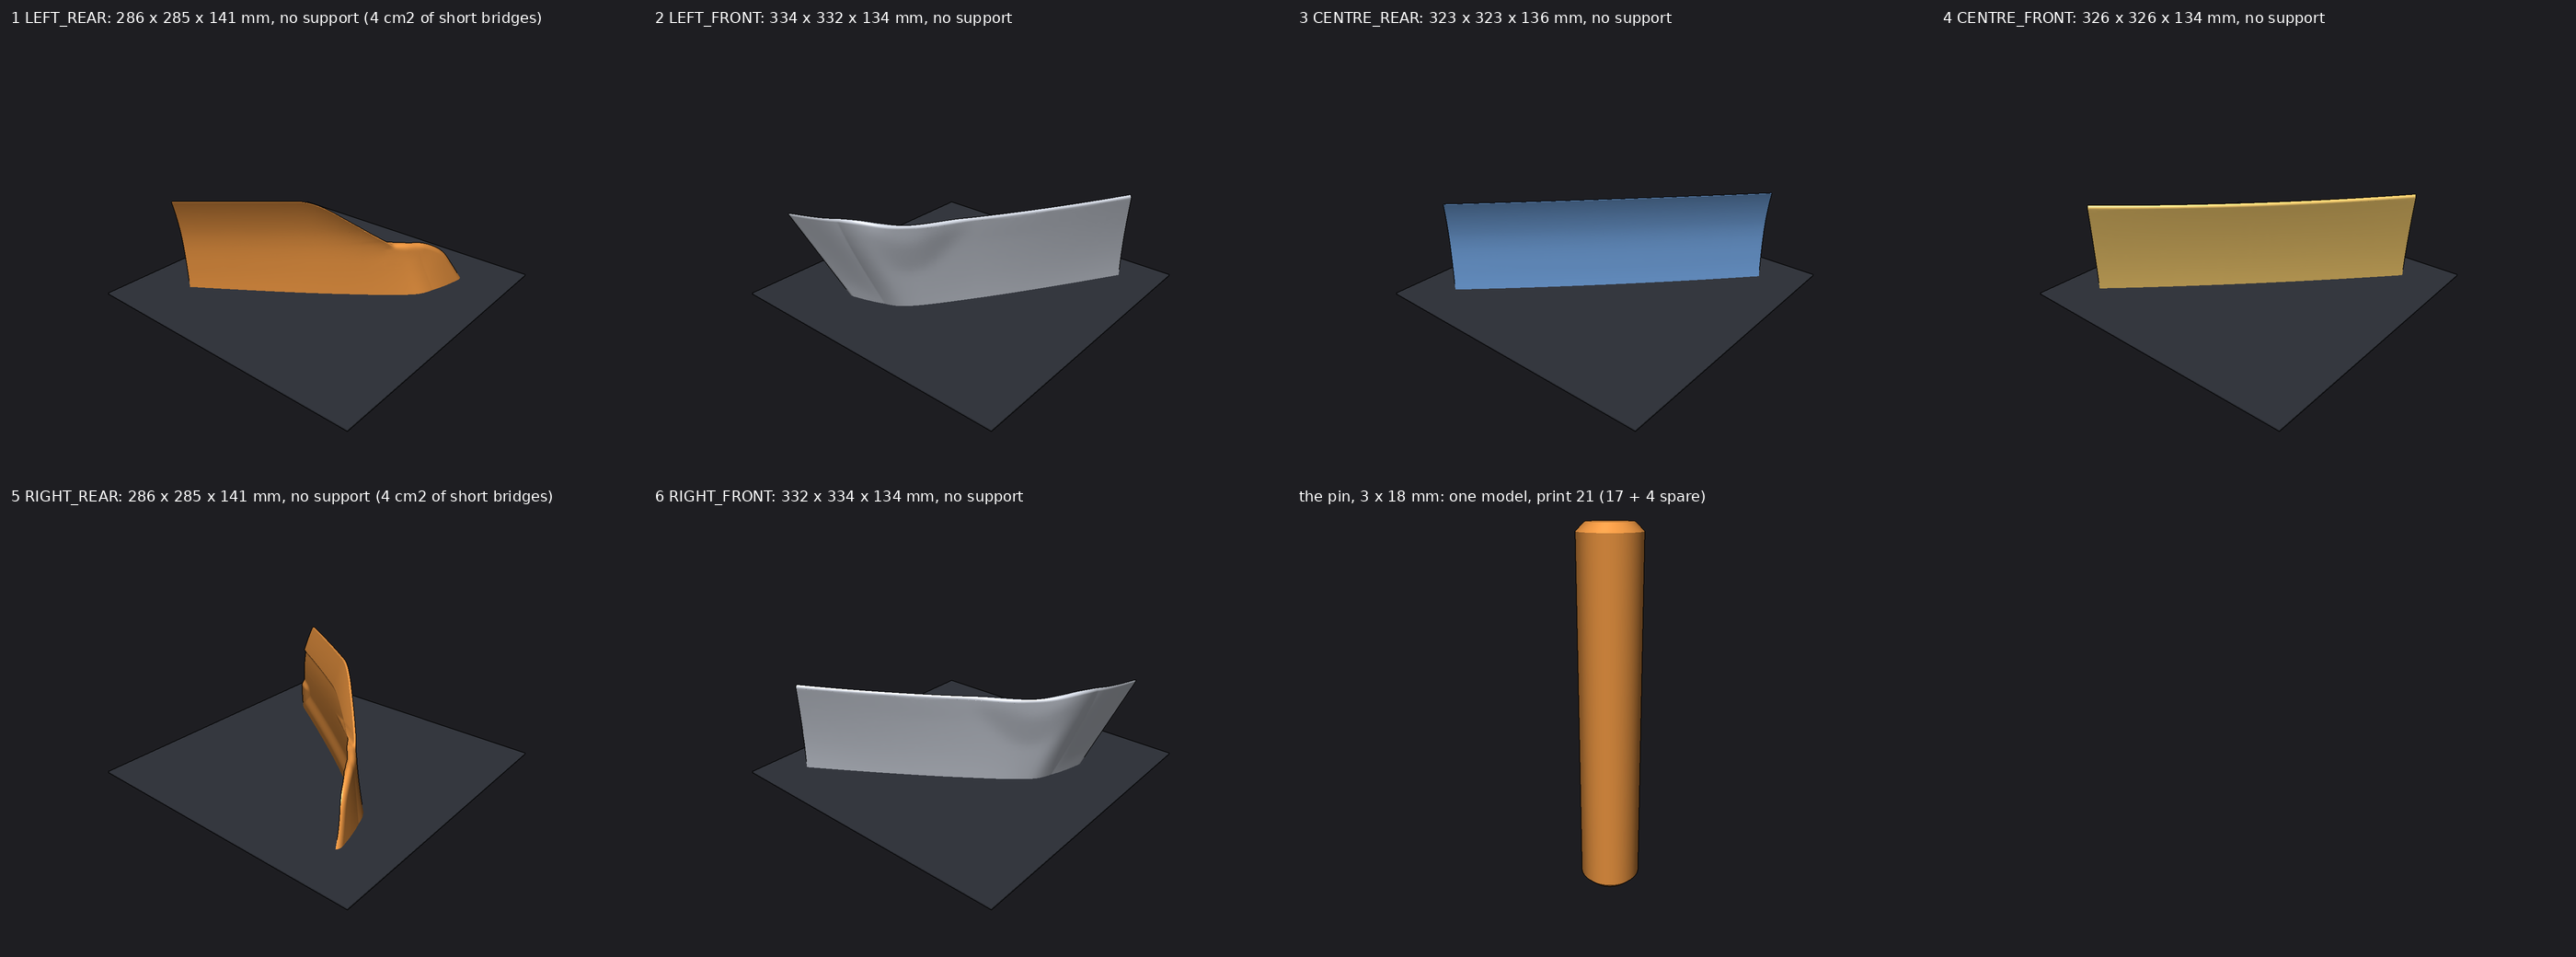 1 LEFT_REAR: 286 x 285 x 141 mm, no support (4 cm2 of short bridges)
2 LEFT_FRONT: 334 x 332 x 134 mm, no support
3 CENTRE_REAR: 323 x 323 x 136 mm, no support
4 CENTRE_FRONT: 326 x 326 x 134 mm, no support
5 RIGHT_REAR: 286 x 285 x 141 mm, no support (4 cm2 of short bridges)
6 RIGHT_FRONT: 332 x 334 x 134 mm, no support
the pin, 3 x 18 mm: one model, print 21 (17 + 4 spare)